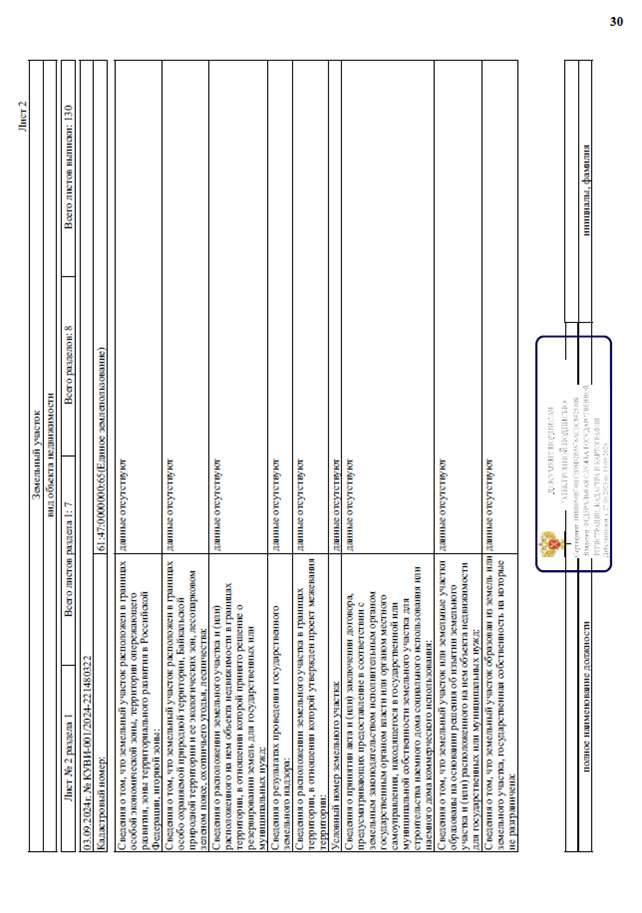 30
Лист 2
Земельный участок
вид объекта недвижимости
Лист № 2 раздела 1 Всего листов раздела 1: 7 Всего разделов: 8 Всего листов выписки: 130
03.09.2024г. № КУВИ-001/2024-221480322
Кадастровый номер: 61:47:0000000:65(Единое землепользование)
Сведения о том, что земельный участок расположен в границах данные отсутствуют
особой экономической зоны, территории опережающего
развития, зоны территориального развития в Российской
Федерации, игорной зоны:
Сведения о том, что земельный участок расположен в границах данные отсутствуют
особо охраняемой природной территории, Байкальской
природной территории и ее экологических зон, лесопарковом
зеленом поясе, охотничьего угодья, лесничества:
Сведения о расположении земельного участка и (или) данные отсутствуют
расположенного на нем объекта недвижимости в границах
территории, в отношении которой принято решение о
резервировании земель для государственных или
муниципальных нужд:
Сведения о результатах проведения государственного данные отсутствуют
земельного надзора:
Сведения о расположении земельного участка в границах данные отсутствуют
территории, в отношении которой утвержден проект межевания
территории:
Условный номер земельного участка: данные отсутствуют
Сведения о принятии акта и (или) заключении договора, данные отсутствуют
предусматривающих предоставление в соответствии с
земельным законодательством исполнительным органом
государственным органом власти или органом местного
самоуправления, находящегося в государственной или
муниципальной собственности земельного участка для
строительства наемного дома социального использования или
наемного дома коммерческого использования:
Сведения о том, что земельный участок или земельные участки данные отсутствуют
образованы на основании решения об изъятии земельного
участка и (или) расположенного на нем объекта недвижимости
для государственных или муниципальных нужд:
Сведения о том, что земельный участок образован из земель или данные отсутствуют
земельного участка, государственная собственность на которые
не разграничена:
ДОКУМЕНТ ПОДПИСАН
ЭЛЕКТРОННОЙ ПОДПИСЬЮ
полное наименование должности инициалы, фамилия